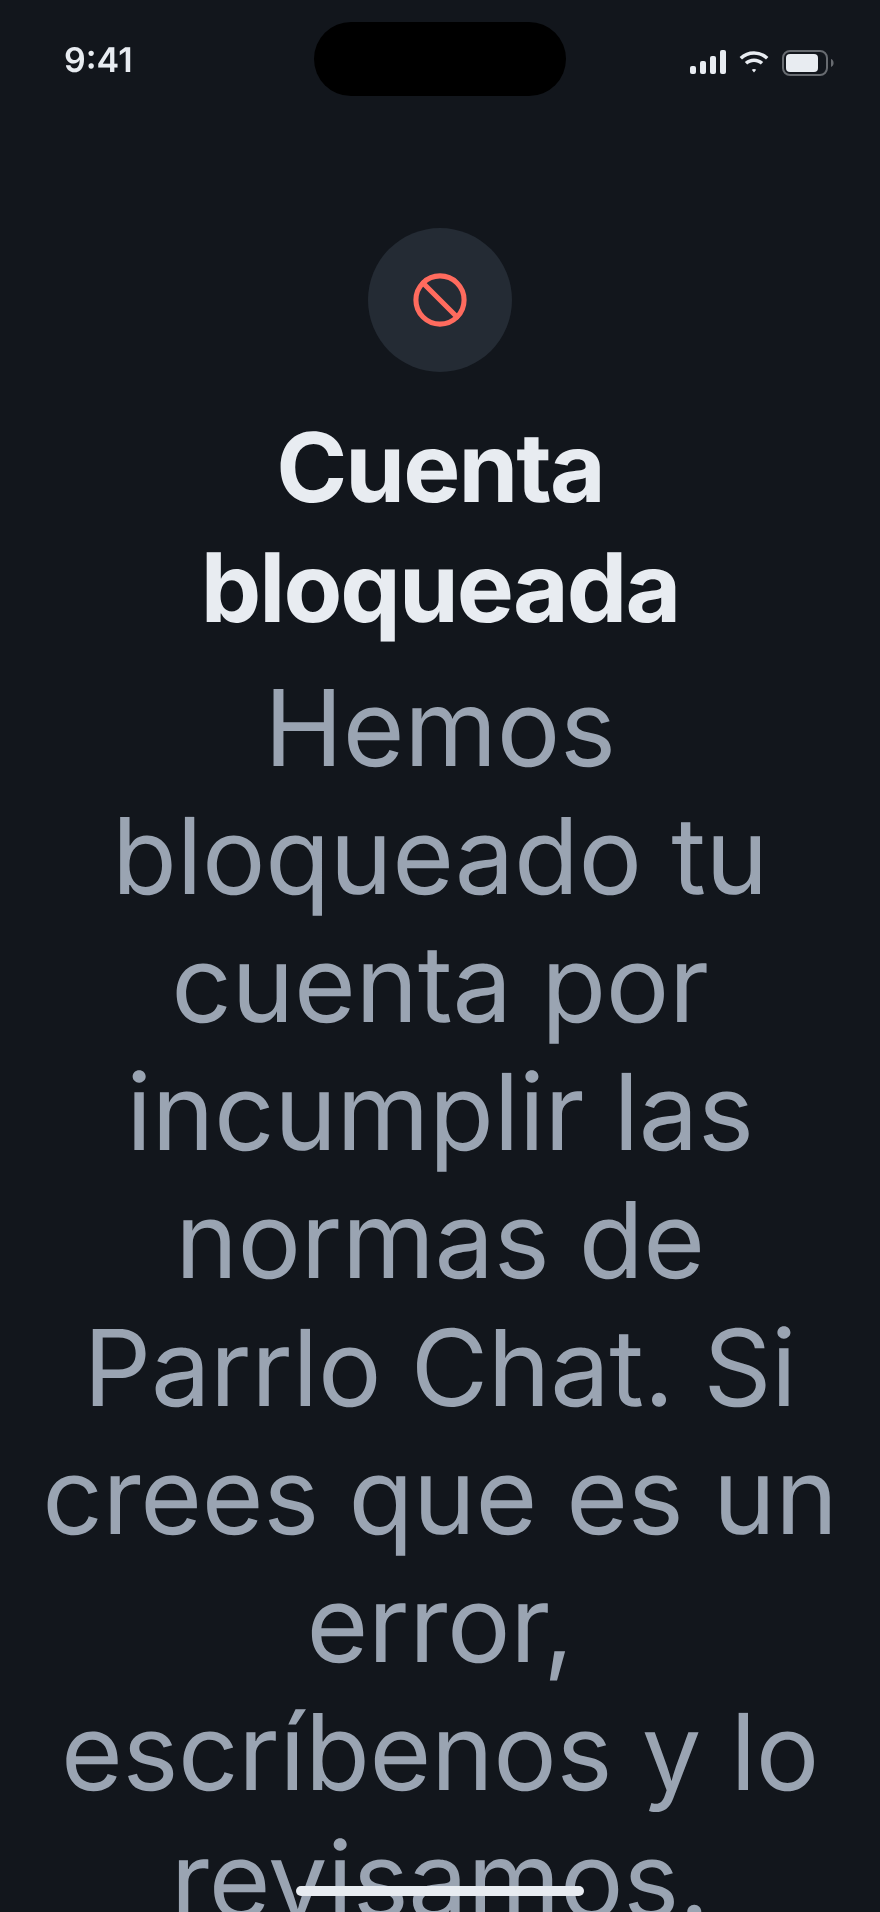 9:41
Cuenta
bloqueada
Hemos
bloqueado tu
cuenta por
incumplir las
normas de
Parrlo Chat. Si
crees que es un
error,
escríbenos y lo
revisamos.